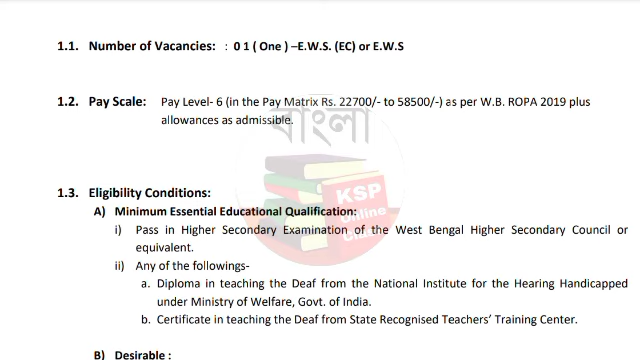 1.1. Number of Vacancies: : 0 1 ( One ) –E.W.S. (EC) or E.W.S
1.2. Pay Scale: Pay Level- 6 (in the Pay Matrix Rs. 22700/- to 58500/-) as per W.B. ROPA 2019 plus
allowances as admissible.
বাংলা
1.3. Eligibility Conditions:
KSP
A) Minimum Essential Educational Qualification:
Online
i) Pass in Higher Secondary Examination of the West Bengal Higher Secondary Council or
equivalent.
ii) Any of the followings-
a. Diploma in teaching the Deaf from the National Institute for the Hearing Handicapped
under Ministry of Welfare, Govt. of India.
b. Certificate in teaching the Deaf from State Recognised Teachers’ Training Center.
B) Desirable :